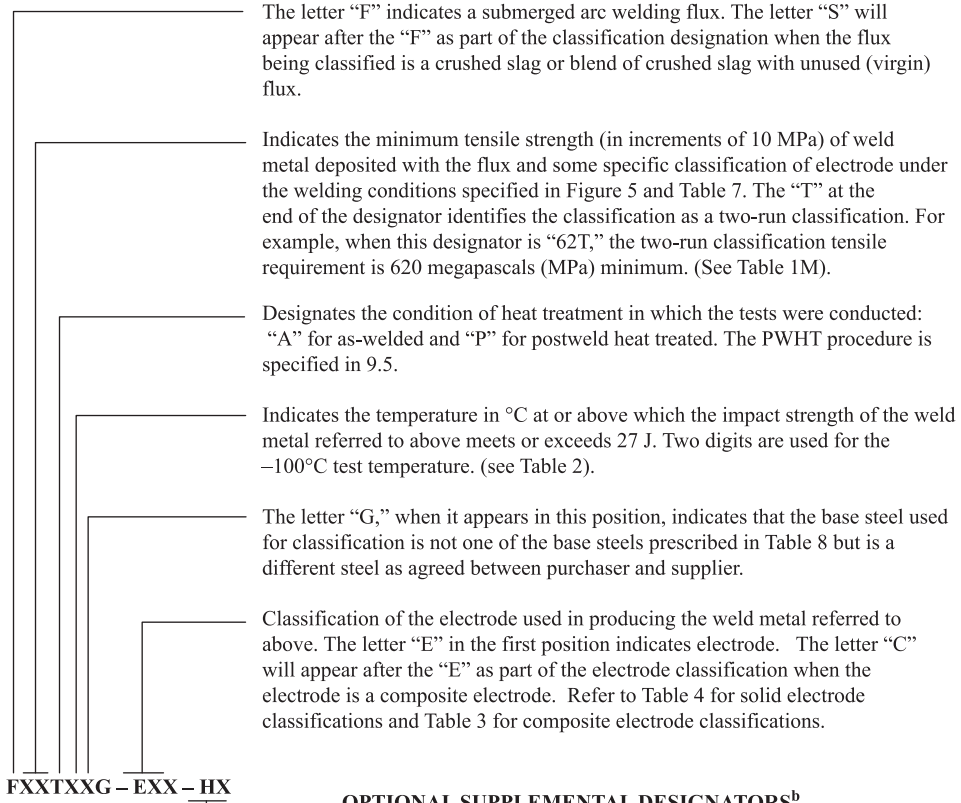 The letter “F” indicates a submerged arc welding flux. The letter “S” will
appear after the “F” as part of the classification designation when the flux
being classified is a crushed slag or blend of crushed slag with unused (virgin)
flux.
Indicates the minimum tensile strength (in increments of 10 MPa) of weld
metal deposited with the flux and some specific classification of electrode under
the welding conditions specified in Figure 5 and Table 7. The “T” at the
end of the designator identifies the classification as a two-run classification. For
example, when this designator is “62T,” the two-run classification tensile
requirement is 620 megapascals (MPa) minimum. (See Table 1M).
Designates the condition of heat treatment in which the tests were conducted:
“A” for as-welded and “P” for postweld heat treated. The PWHT procedure is
specified in 9.5.
Indicates the temperature in °C at or above which the impact strength of the weld
metal referred to above meets or exceeds 27 J. Two digits are used for the
–100°C test temperature. (see Table 2).
The letter “G,” when it appears in this position, indicates that the base steel used
for classification is not one of the base steels prescribed in Table 8 but is a
different steel as agreed between purchaser and supplier.
Classification of the electrode used in producing the weld metal referred to
above. The letter “E” in the first position indicates electrode. The letter “C”
will appear after the “E” as part of the electrode classification when the
electrode is a composite electrode. Refer to Table 4 for solid electrode
classifications and Table 3 for composite electrode classifications.
FXXTXXG – EXX – HX
OPTIONAL SUPPLEMENTAL DESIGNATORSb